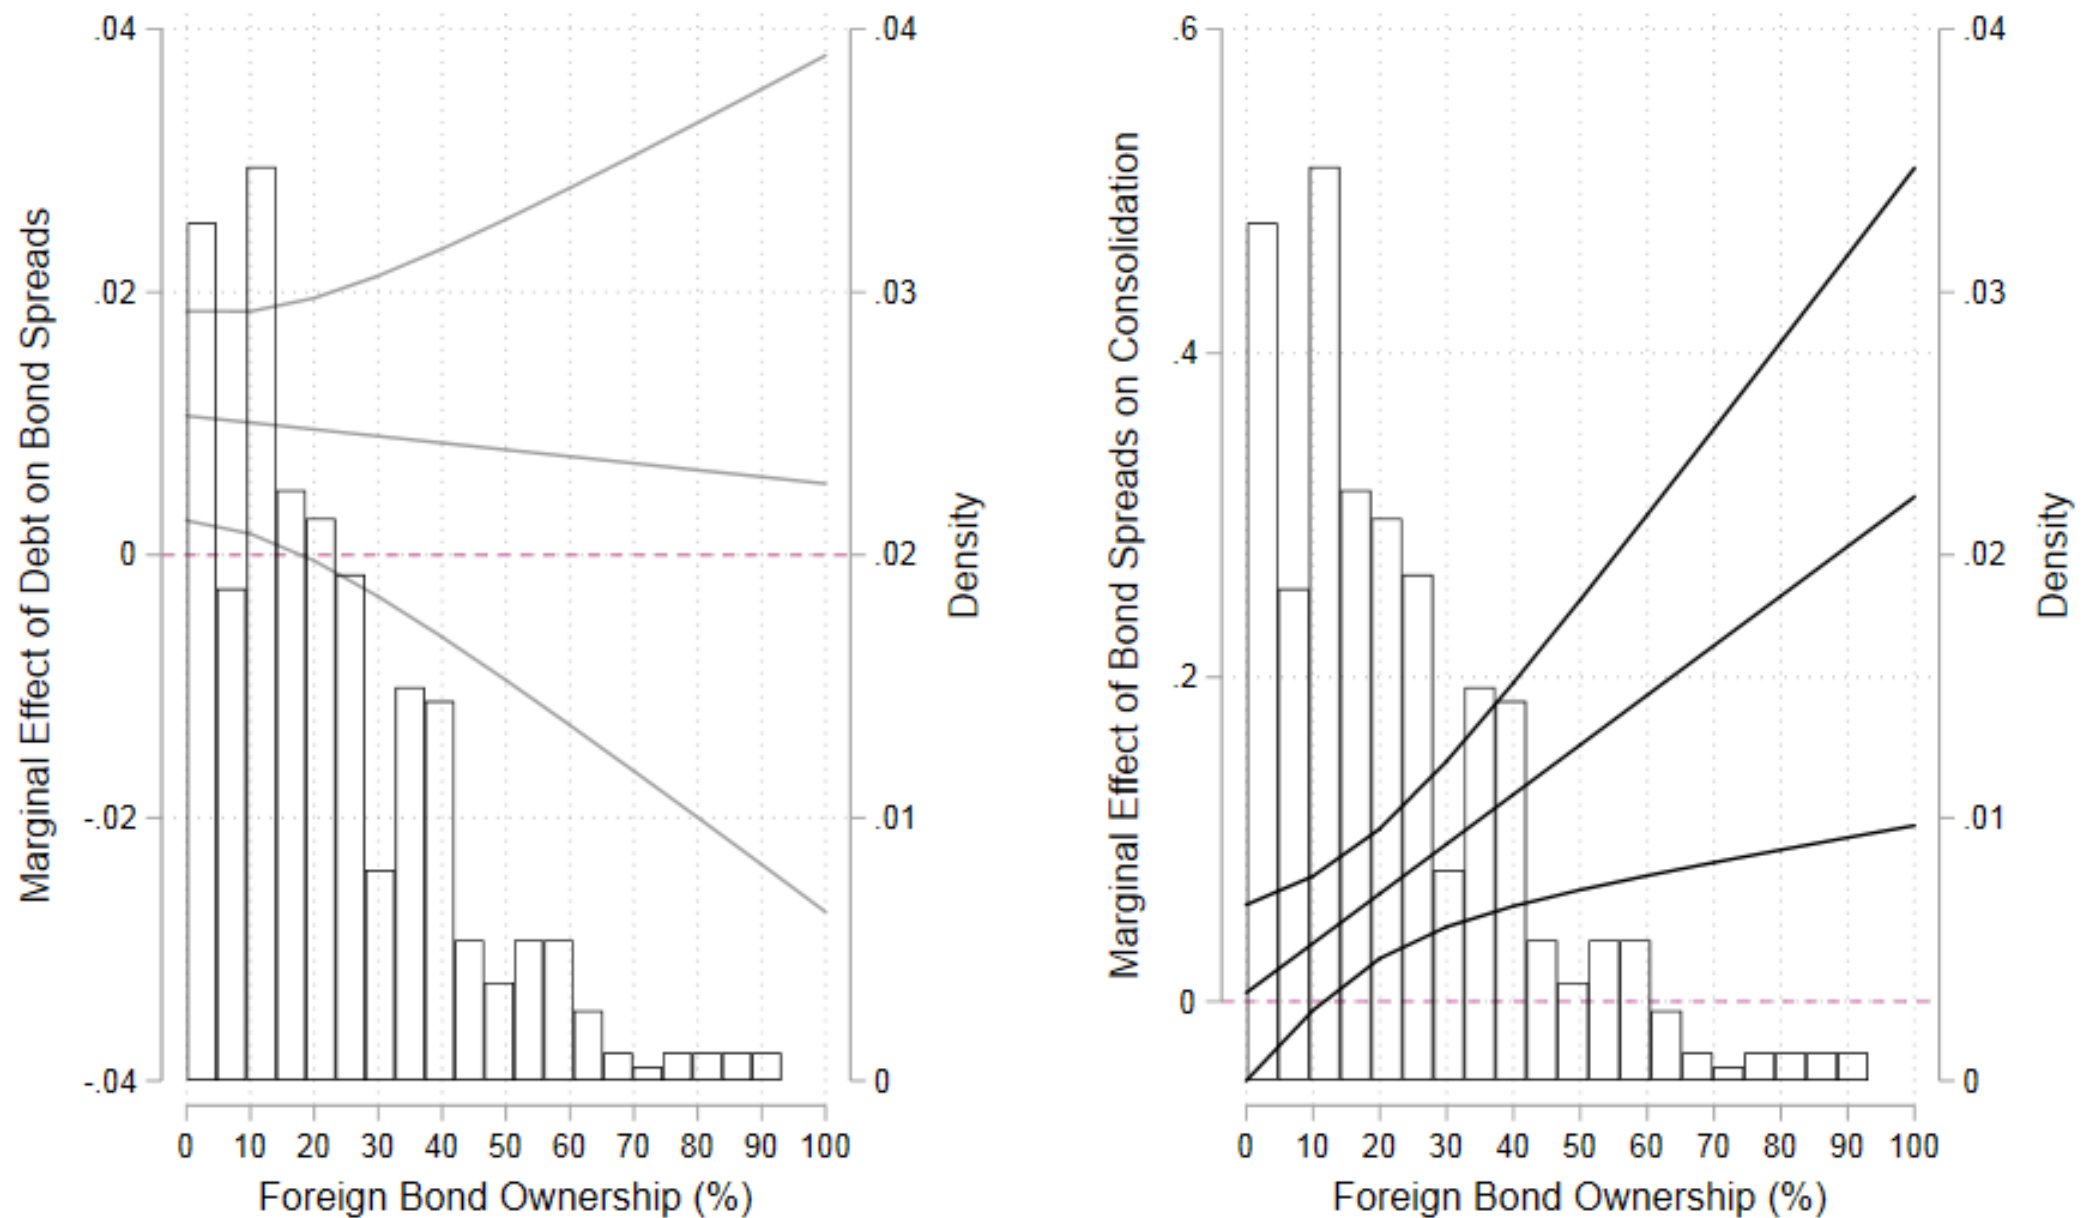 Marginal Effect of Debt on Bond Spreads
.04
.02
0
-.02
-.04
.04
.03
.02
.01
0
Density
0 10 20 30 40 50 60 70 80 90 100
Foreign Bond Ownership (%)
Marginal Effect of Bond Spreads on Consolidation
.6
.4
.2
0
.04
.03
.02
.01
0
Density
0 10 20 30 40 50 60 70 80 90 100
Foreign Bond Ownership (%)